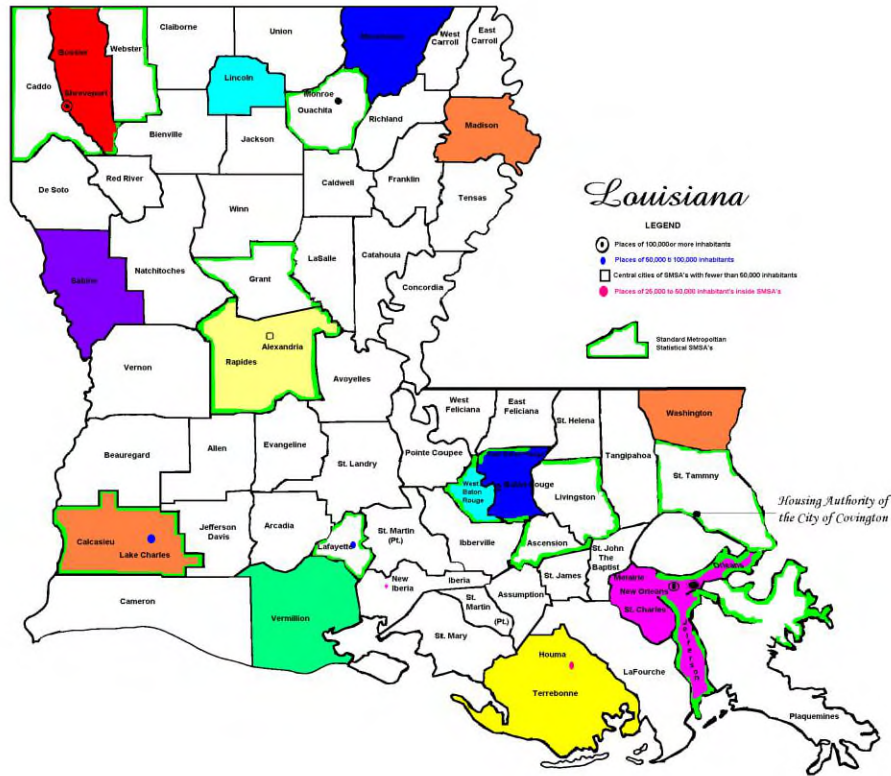 Claiborne
Union
Morehouse
West
Carroll
East
Carroll
Bossier
Webster
Caddo
Shreveport
Lincoln
Monroe
Ouachita
Richland
Madison
Bienville
Jackson
De Soto
Red River
Caldwell
Franklin
Tensas
Winn
Natchitoches
LaSalle
Catahoula
Grant
Concordia
Sabine
Alexandria
Rapides
Vernon
Avoyelles
Louisiana
LEGEND
Places of 100,000or more inhabitants
Places of 50,000 ti 100,000 inhabitants
Central cities of SMSA's with fewer than 50,000 inhabitants
Places of 25,000 to 50,000 inhabitant's inside SMSA's
Standard Metropoltian
Statistical SMSA's
West
Feliciana
East
Feliciana
St. Helena
Washington
Beauregard
Allen
Evangeline
St. Landry
Pointe Coupee
Tangipahoa
St. Tammny
West
Baton
Rouge
Livingston
Housing Authority of
the City of Covington
Calcasieu
Lake Charles
Jefferson
Davis
Arcadia
Lafayette
St. Martin
(Pt.)
Ibberville
Ascension
St. John
The
Baptist
Orleans
Metairie
New Orleans
St. Charles
Jefferson
Cameron
Vermillion
New
Iberia
Iberia
St.
Martin
(Pt.)
Assumption
St. James
St. Mary
Houma
Terrebonne
LaFourche
Plaquemines